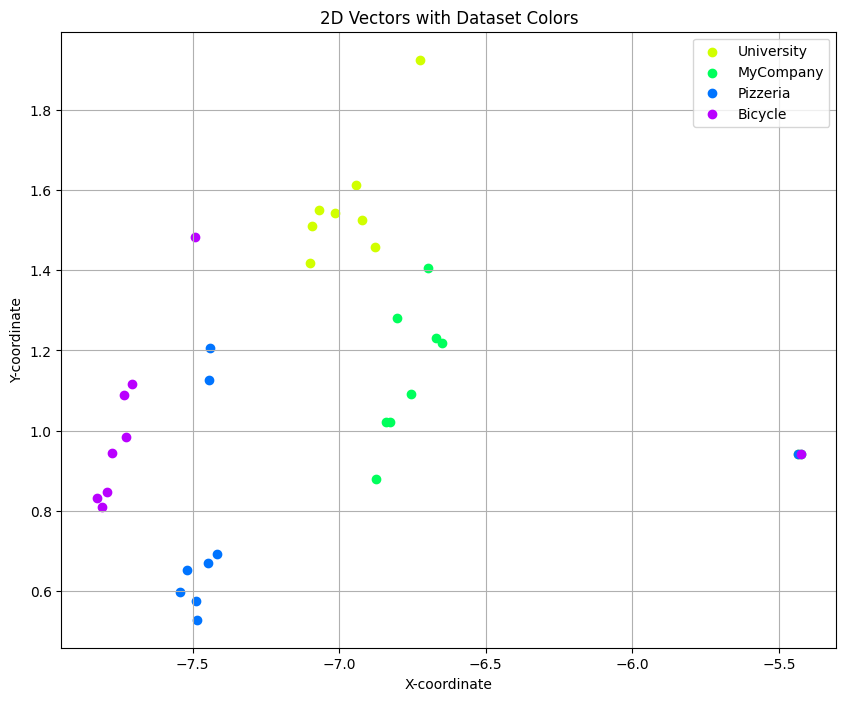 2D Vectors with Dataset Colors
University
MyCompany
Pizzeria
Bicycle
1.8
1.6
1.4
1.2
1.0
0.8
0.6
Y-coordinate
−7.5 −7.0 −6.5 −6.0 −5.5
X-coordinate